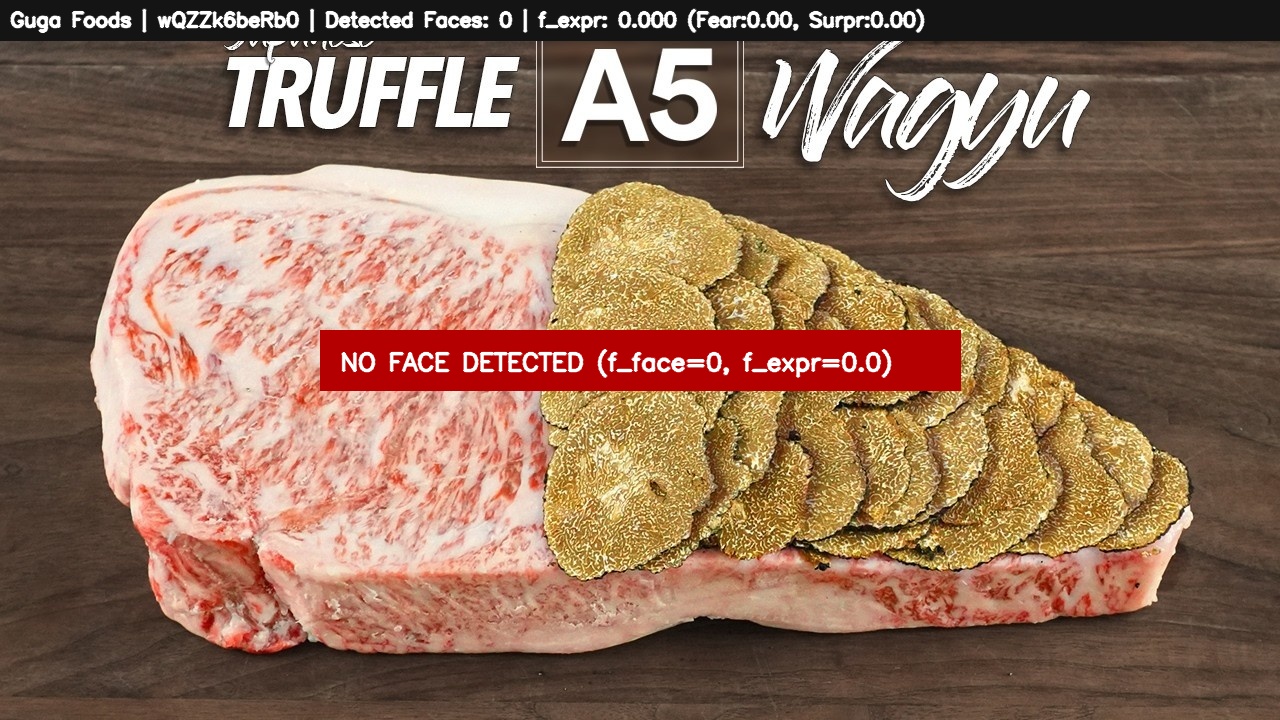 Guga Foods | wQZZk6beRb0 | Detected Faces: 0 | f_expr: 0.000 (Fear:0.00, Surpr:0.00)
Japanese
TRUFFLE A5 Wagyu
NO FACE DETECTED (f_face=0, f_expr=0.0)